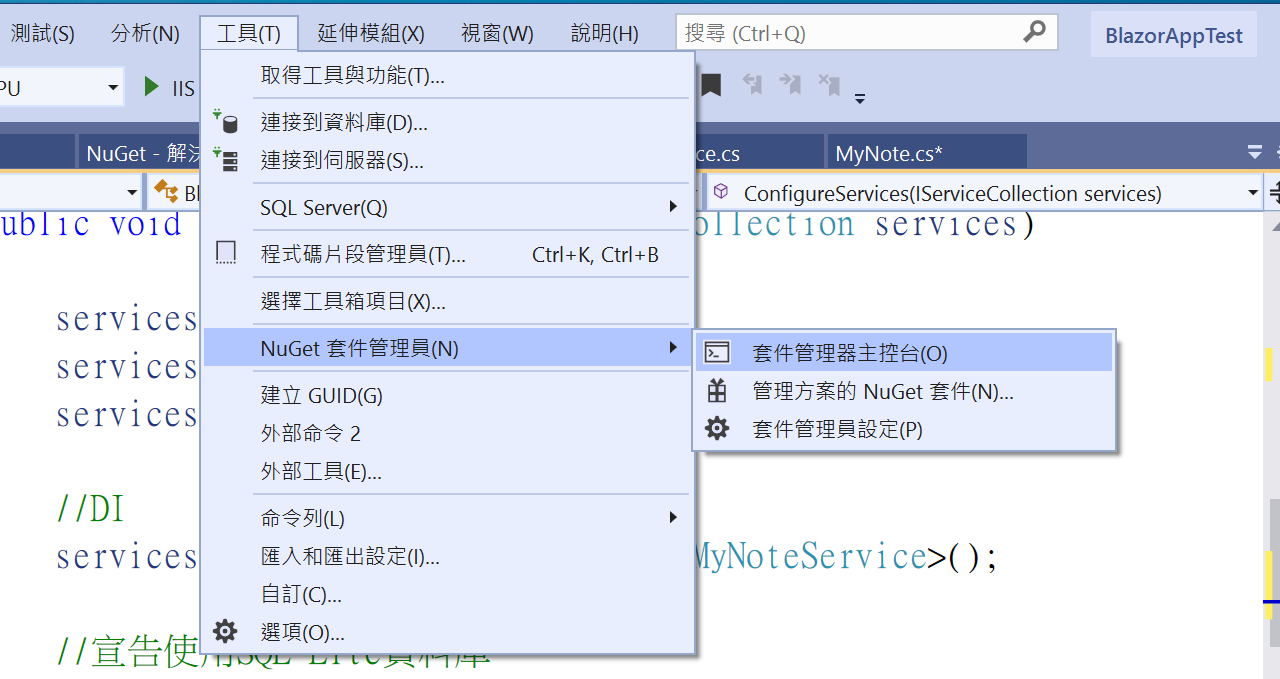 測試(S) 分析(N) 工具(T) 延伸模組(X) 視窗(W) 說明(H) 搜尋 (Ctrl+Q) BlazorAppTest
PU IIS
NuGet - 解決 ce.cs MyNote.cs*
Bl ConfigureServices(IServiceCollection services)
ublic void ollection services)
services
services
services
//DI
services MyNoteService>();
//宣告使用SQL Lite資料庫
取得工具與功能(T)...
連接到資料庫(D)...
連接到伺服器(S)...
SQL Server(Q)
程式碼片段管理員(T)... Ctrl+K, Ctrl+B
選擇工具箱項目(X)...
NuGet 套件管理員(N)
建立 GUID(G)
外部命令 2
外部工具(E)...
命令列(L)
匯入和匯出設定(I)...
自訂(C)...
選項(O)...
套件管理器主控台(O)
管理方案的 NuGet 套件(N)...
套件管理員設定(P)